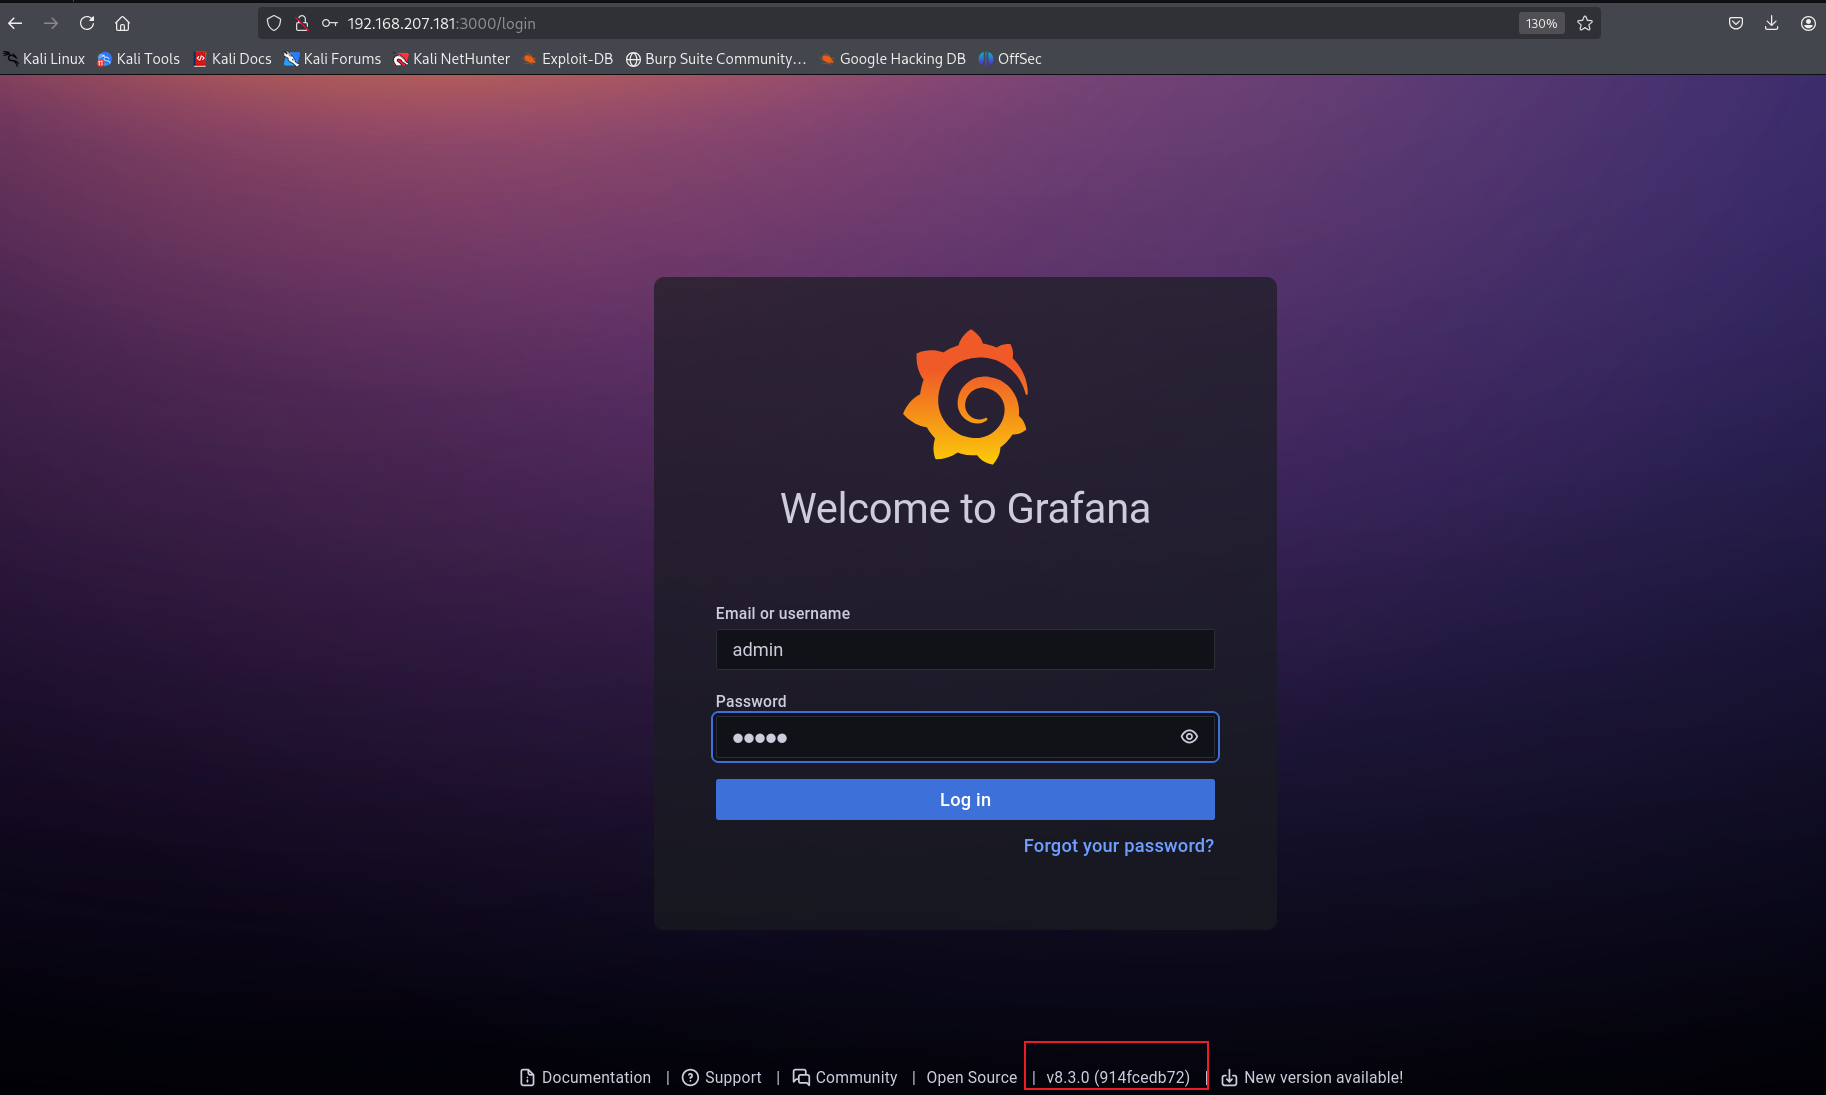 192.168.207.181:3000/login 130%
Kali Linux Kali Tools Kali Docs Kali Forums Kali NetHunter Exploit-DB Burp Suite Community… Google Hacking DB OffSec
Welcome to Grafana
Email or username
admin
Password
•••••
Log in
Forgot your password?
Documentation | Support | Community | Open Source | v8.3.0 (914fcedb72) | New version available!